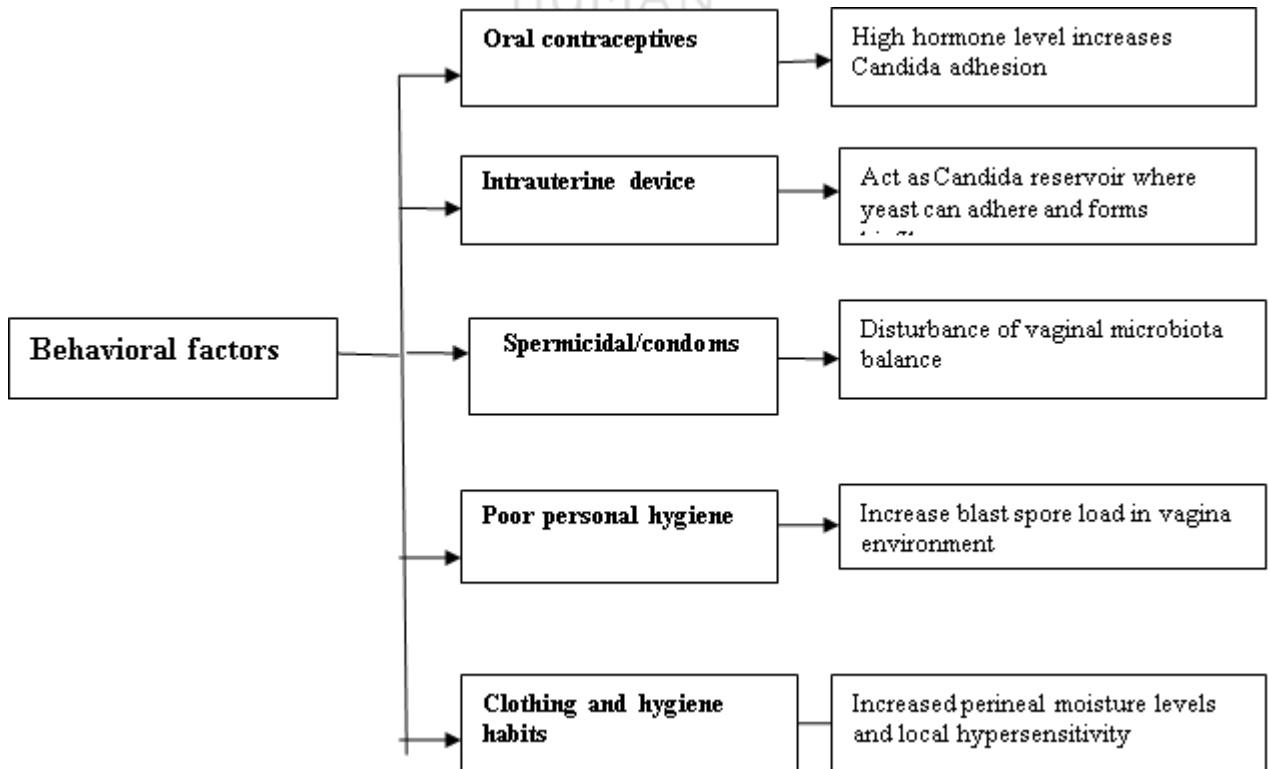 HUMAN
Oral contraceptives
High hormone level increases
Candida adhesion
Intrauterine device
Act as Candida reservoir where
yeast can adhere and forms
Behavioral factors
Spermicidal/condoms
Disturbance of vaginal microbiota
balance
Poor personal hygiene
Increase blast spore load in vagina
environment
Clothing and hygiene
habits
Increased perineal moisture levels
and local hypersensitivity